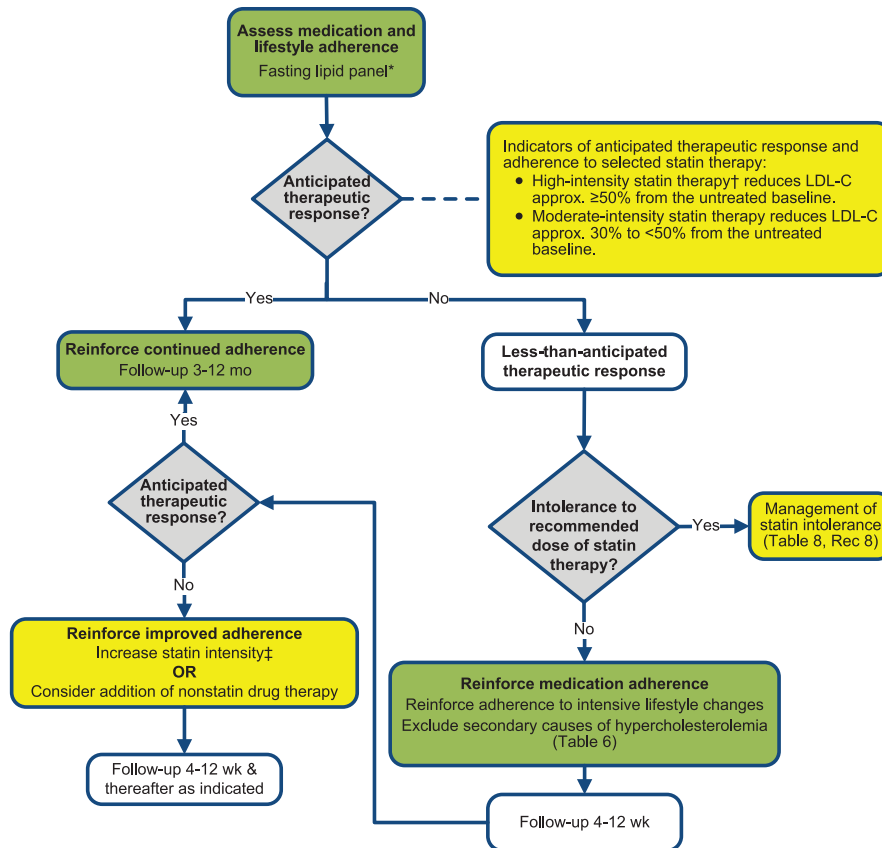 Assess medication and
lifestyle adherence
Fasting lipid panel*
Anticipated
therapeutic
response?
Indicators of anticipated therapeutic response and
adherence to selected statin therapy:
• High-intensity statin therapy† reduces LDL-C
approx. ≥50% from the untreated baseline.
• Moderate-intensity statin therapy reduces LDL-C
approx. 30% to <50% from the untreated
baseline.
Yes
No
Reinforce continued adherence
Follow-up 3-12 mo
Less-than-anticipated
therapeutic response
Yes
Anticipated
therapeutic
response?
Intolerance to
recommended
dose of statin
therapy?
Yes
Management of
statin intolerance
(Table 8, Rec 8)
No
No
Reinforce improved adherence
Increase statin intensity‡
OR
Consider addition of nonstatin drug therapy
Reinforce medication adherence
Reinforce adherence to intensive lifestyle changes
Exclude secondary causes of hypercholesterolemia
(Table 6)
Follow-up 4-12 wk &
thereafter as indicated
Follow-up 4-12 wk